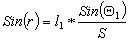 Sin(r) = l₁ * Sin(Θ₁) / S